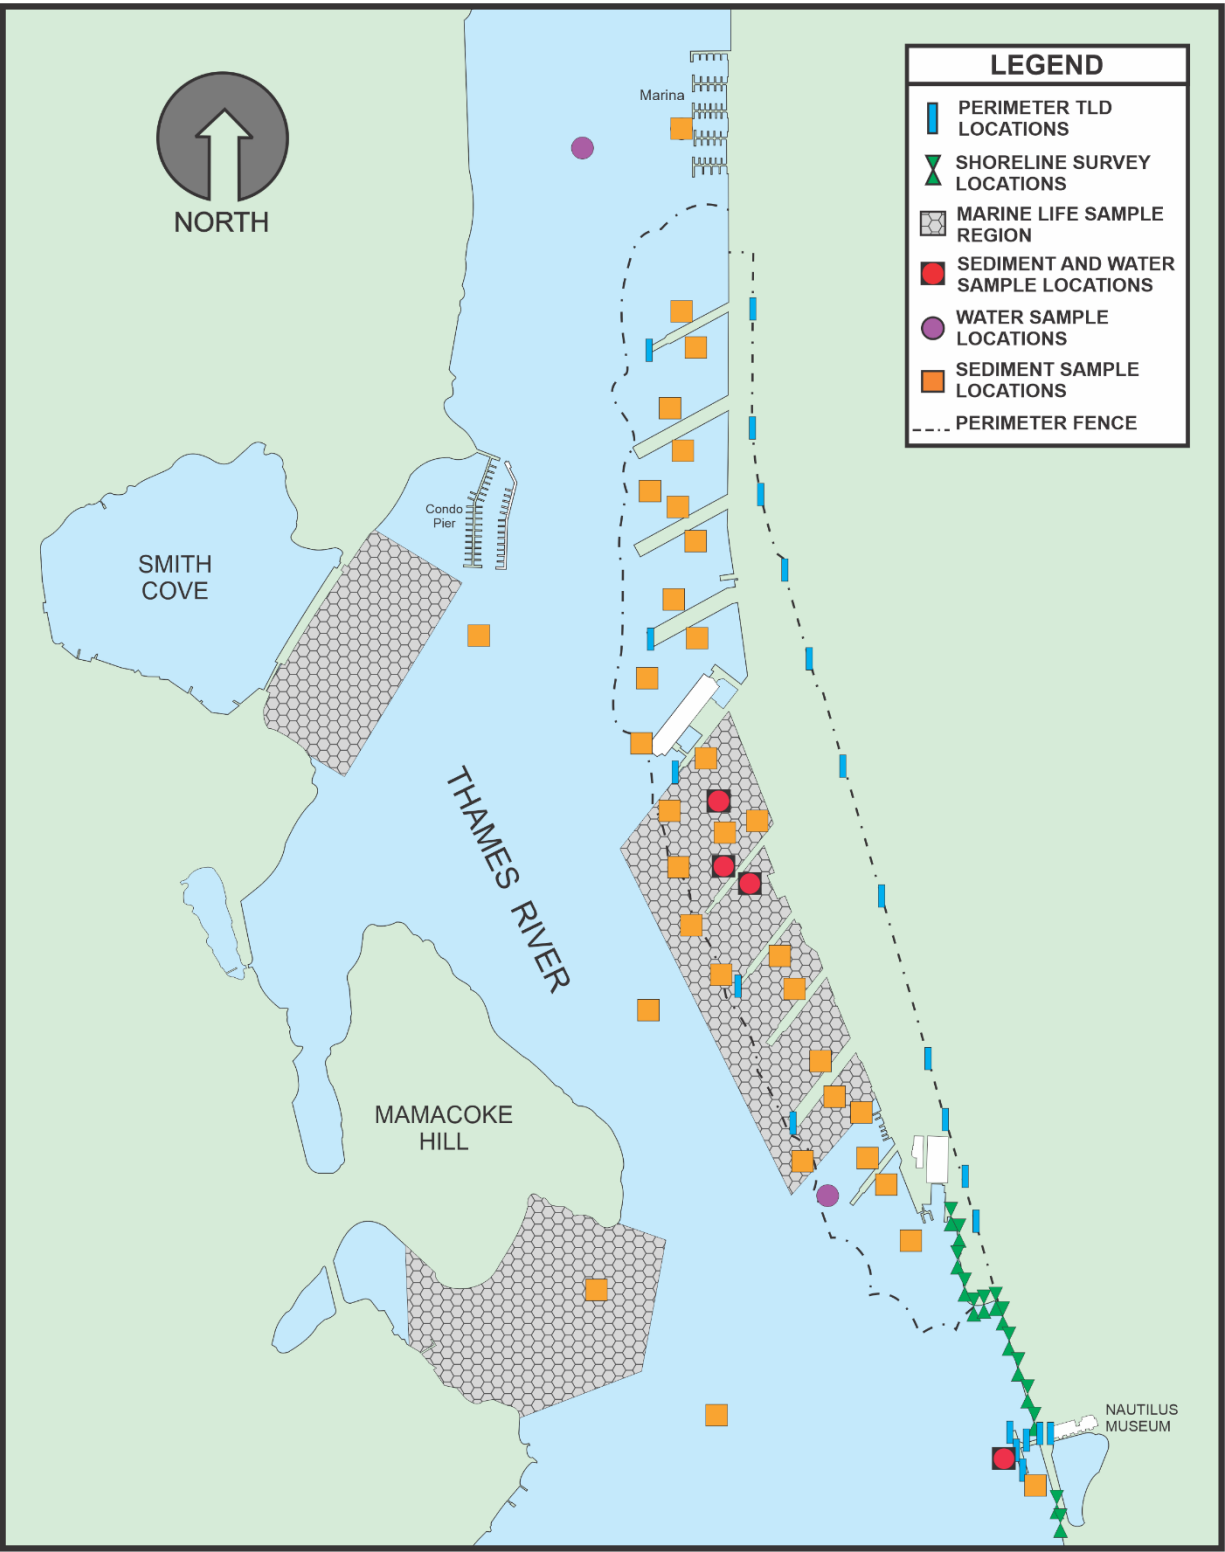 LEGEND
PERIMETER TLD
LOCATIONS
SHORELINE SURVEY
LOCATIONS
MARINE LIFE SAMPLE
REGION
SEDIMENT AND WATER
SAMPLE LOCATIONS
WATER SAMPLE
LOCATIONS
SEDIMENT SAMPLE
LOCATIONS
PERIMETER FENCE
Marina
NORTH
Condo
Pier
SMITH
COVE
THAMES RIVER
MAMACOKE
HILL
NAUTILUS
MUSEUM